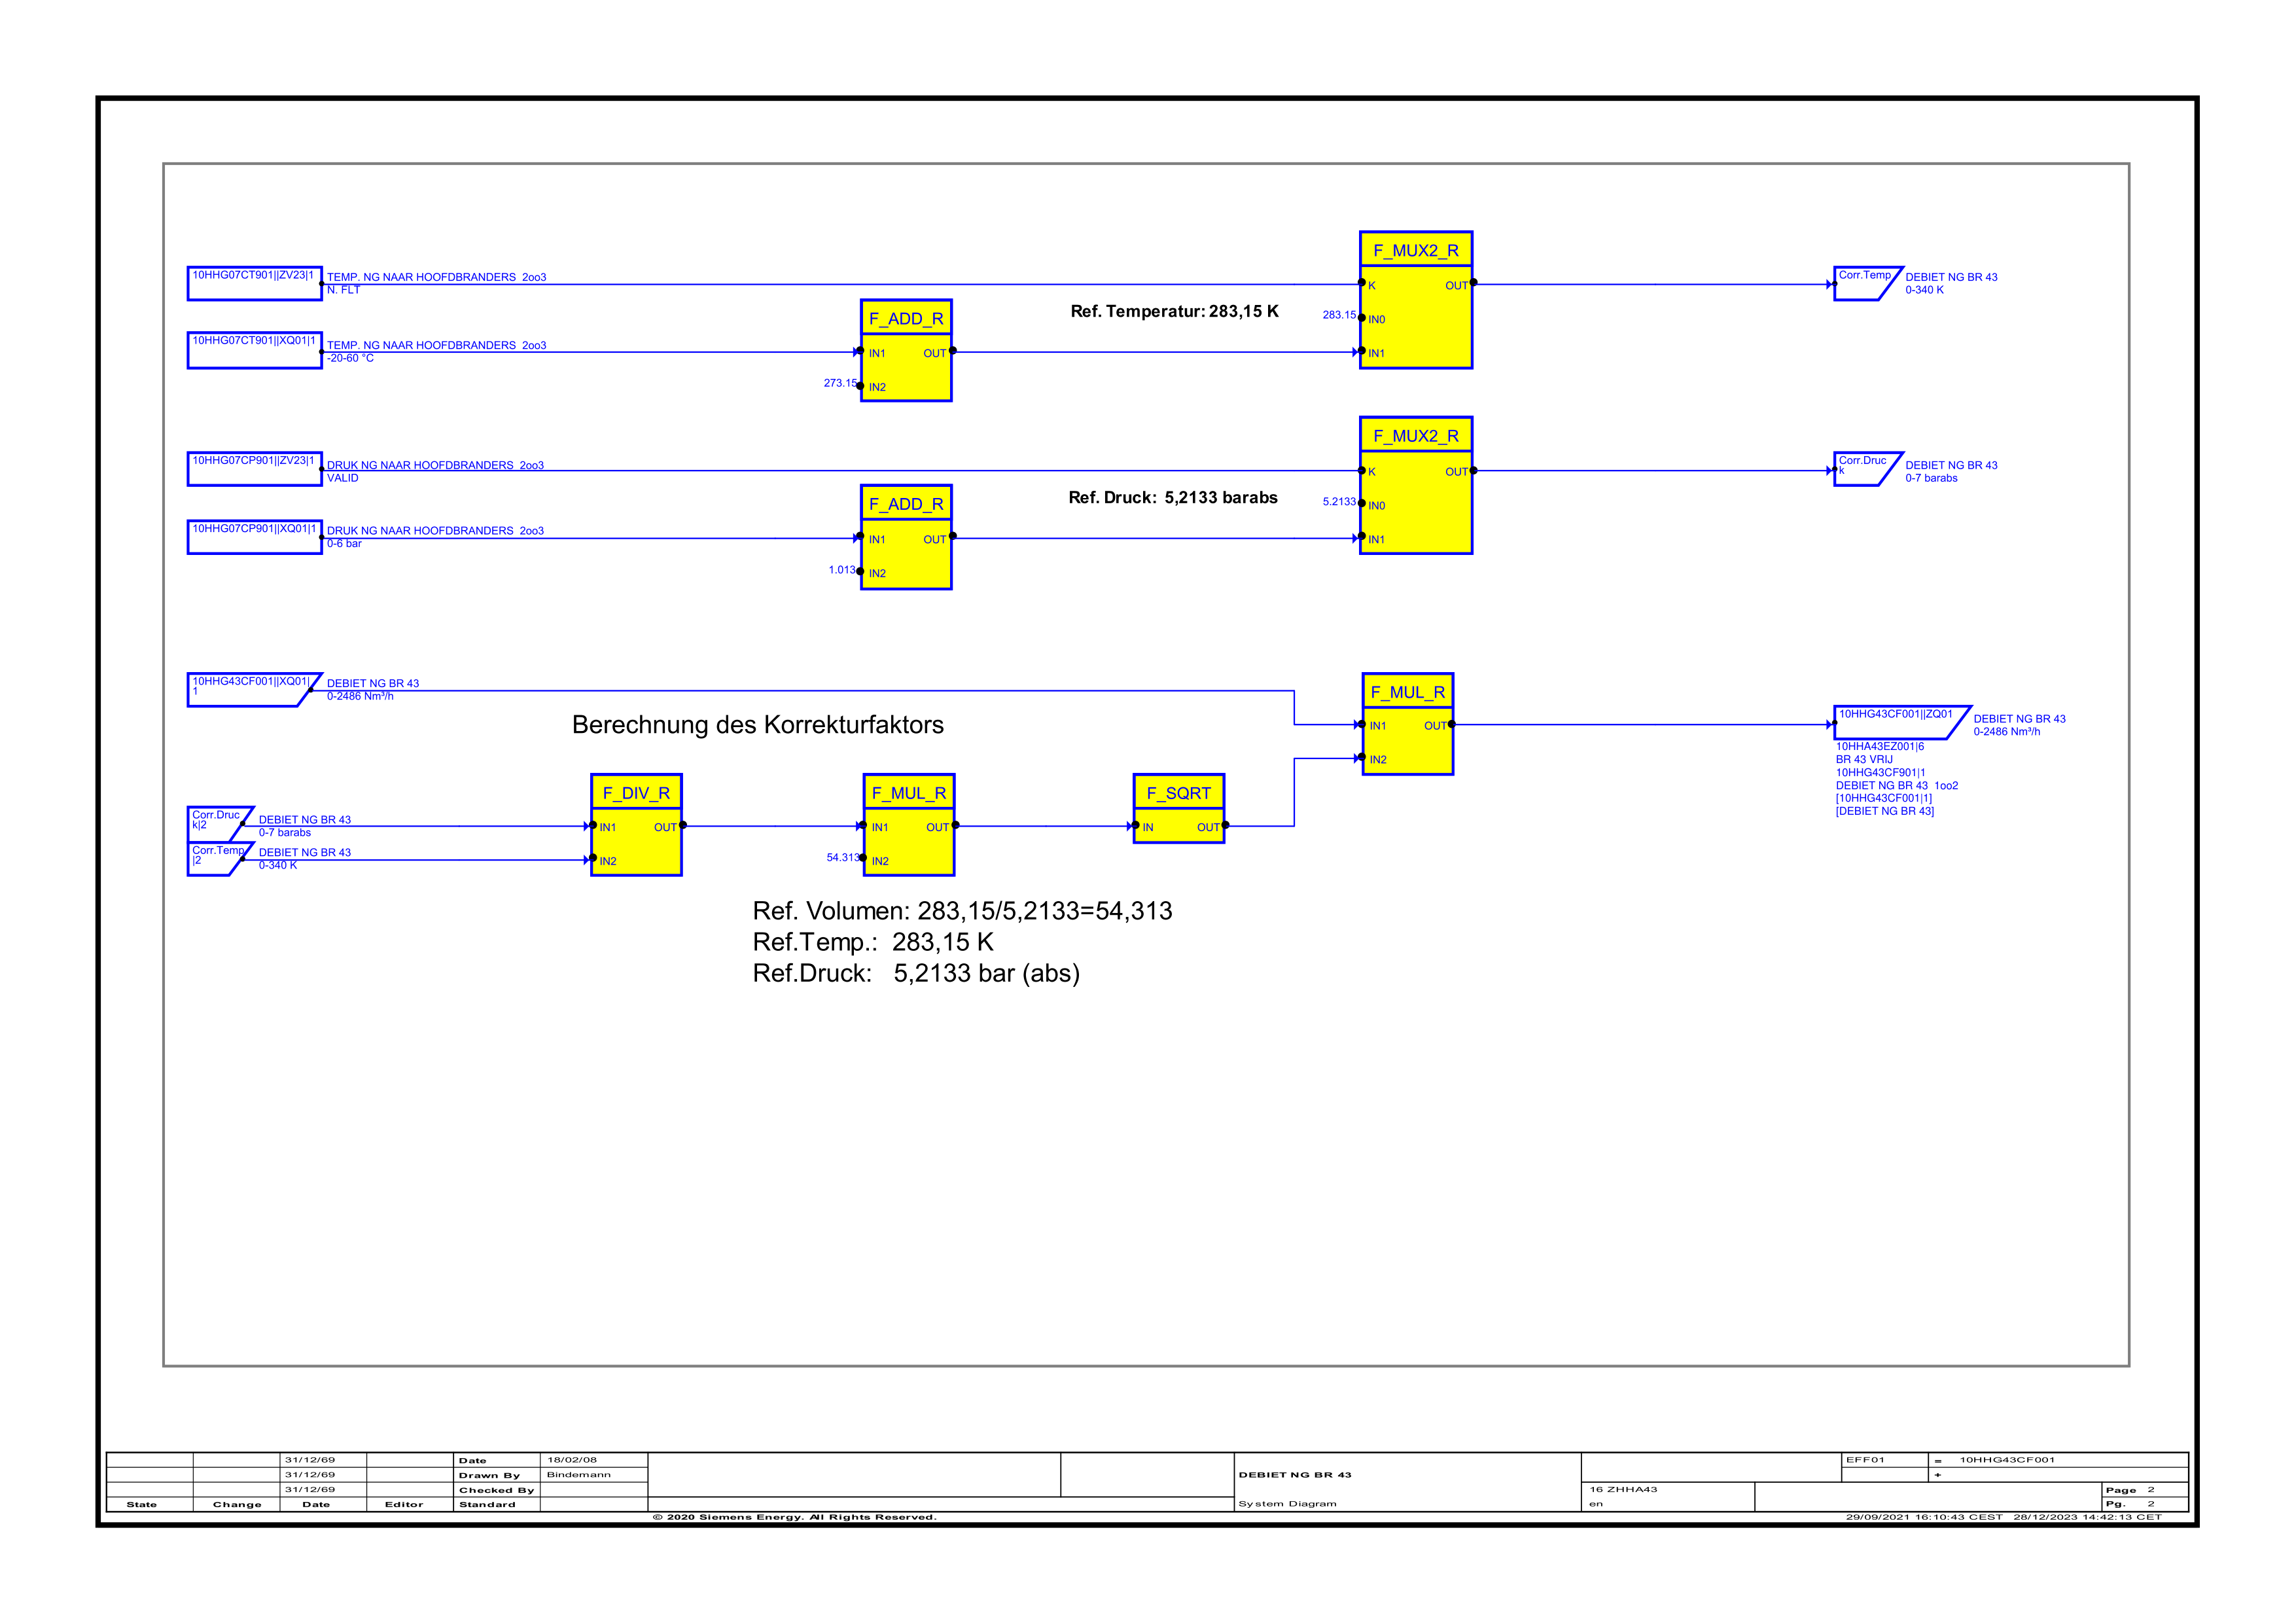 F_MUX2_R
10HHG07CT901||ZV23|1
TEMP. NG NAAR HOOFDBRANDERS 2oo3
N. FLT
K
OUT
Corr.Temp
DEBIET NG BR 43
0-340 K
F_ADD_R
Ref. Temperatur: 283,15 K
283.15
IN0
10HHG07CT901||XQ01|1
TEMP. NG NAAR HOOFDBRANDERS 2oo3
-20-60 °C
IN1
OUT
IN1
273.15
IN2
F_MUX2_R
10HHG07CP901||ZV23|1
DRUK NG NAAR HOOFDBRANDERS 2oo3
VALID
K
OUT
Corr.Druc
k
DEBIET NG BR 43
0-7 barabs
F_ADD_R
Ref. Druck: 5,2133 barabs
5.2133
IN0
10HHG07CP901||XQ01|1
DRUK NG NAAR HOOFDBRANDERS 2oo3
0-6 bar
IN1
OUT
IN1
1.013
IN2
10HHG43CF001||XQ01|
1
DEBIET NG BR 43
0-2486 Nm³/h
F_MUL_R
Berechnung des Korrekturfaktors
IN1
OUT
IN2
10HHG43CF001||ZQ01
DEBIET NG BR 43
0-2486 Nm³/h
10HHA43EZ001|6
BR 43 VRIJ
10HHG43CF901|1
DEBIET NG BR 43 1oo2
[10HHG43CF001|1]
[DEBIET NG BR 43]
F_DIV_R
F_MUL_R
F_SQRT
Corr.Druc
k|2
DEBIET NG BR 43
0-7 barabs
IN1
OUT
IN1
OUT
IN
OUT
Corr.Temp
|2
DEBIET NG BR 43
0-340 K
IN2
54.313
IN2
Ref. Volumen: 283,15/5,2133=54,313
Ref.Temp.: 283,15 K
Ref.Druck: 5,2133 bar (abs)
31/12/69
Date
18/02/08
EFF01
=
10HHG43CF001
31/12/69
Drawn By
Bindemann
DEBIET NG BR 43
+
31/12/69
Checked By
16 ZHHA43
Page 2
State
Change
Date
Editor
Standard
System Diagram
en
Pg. 2
© 2020 Siemens Energy. All Rights Reserved.
29/09/2021 16:10:43 CEST 28/12/2023 14:42:13 CET